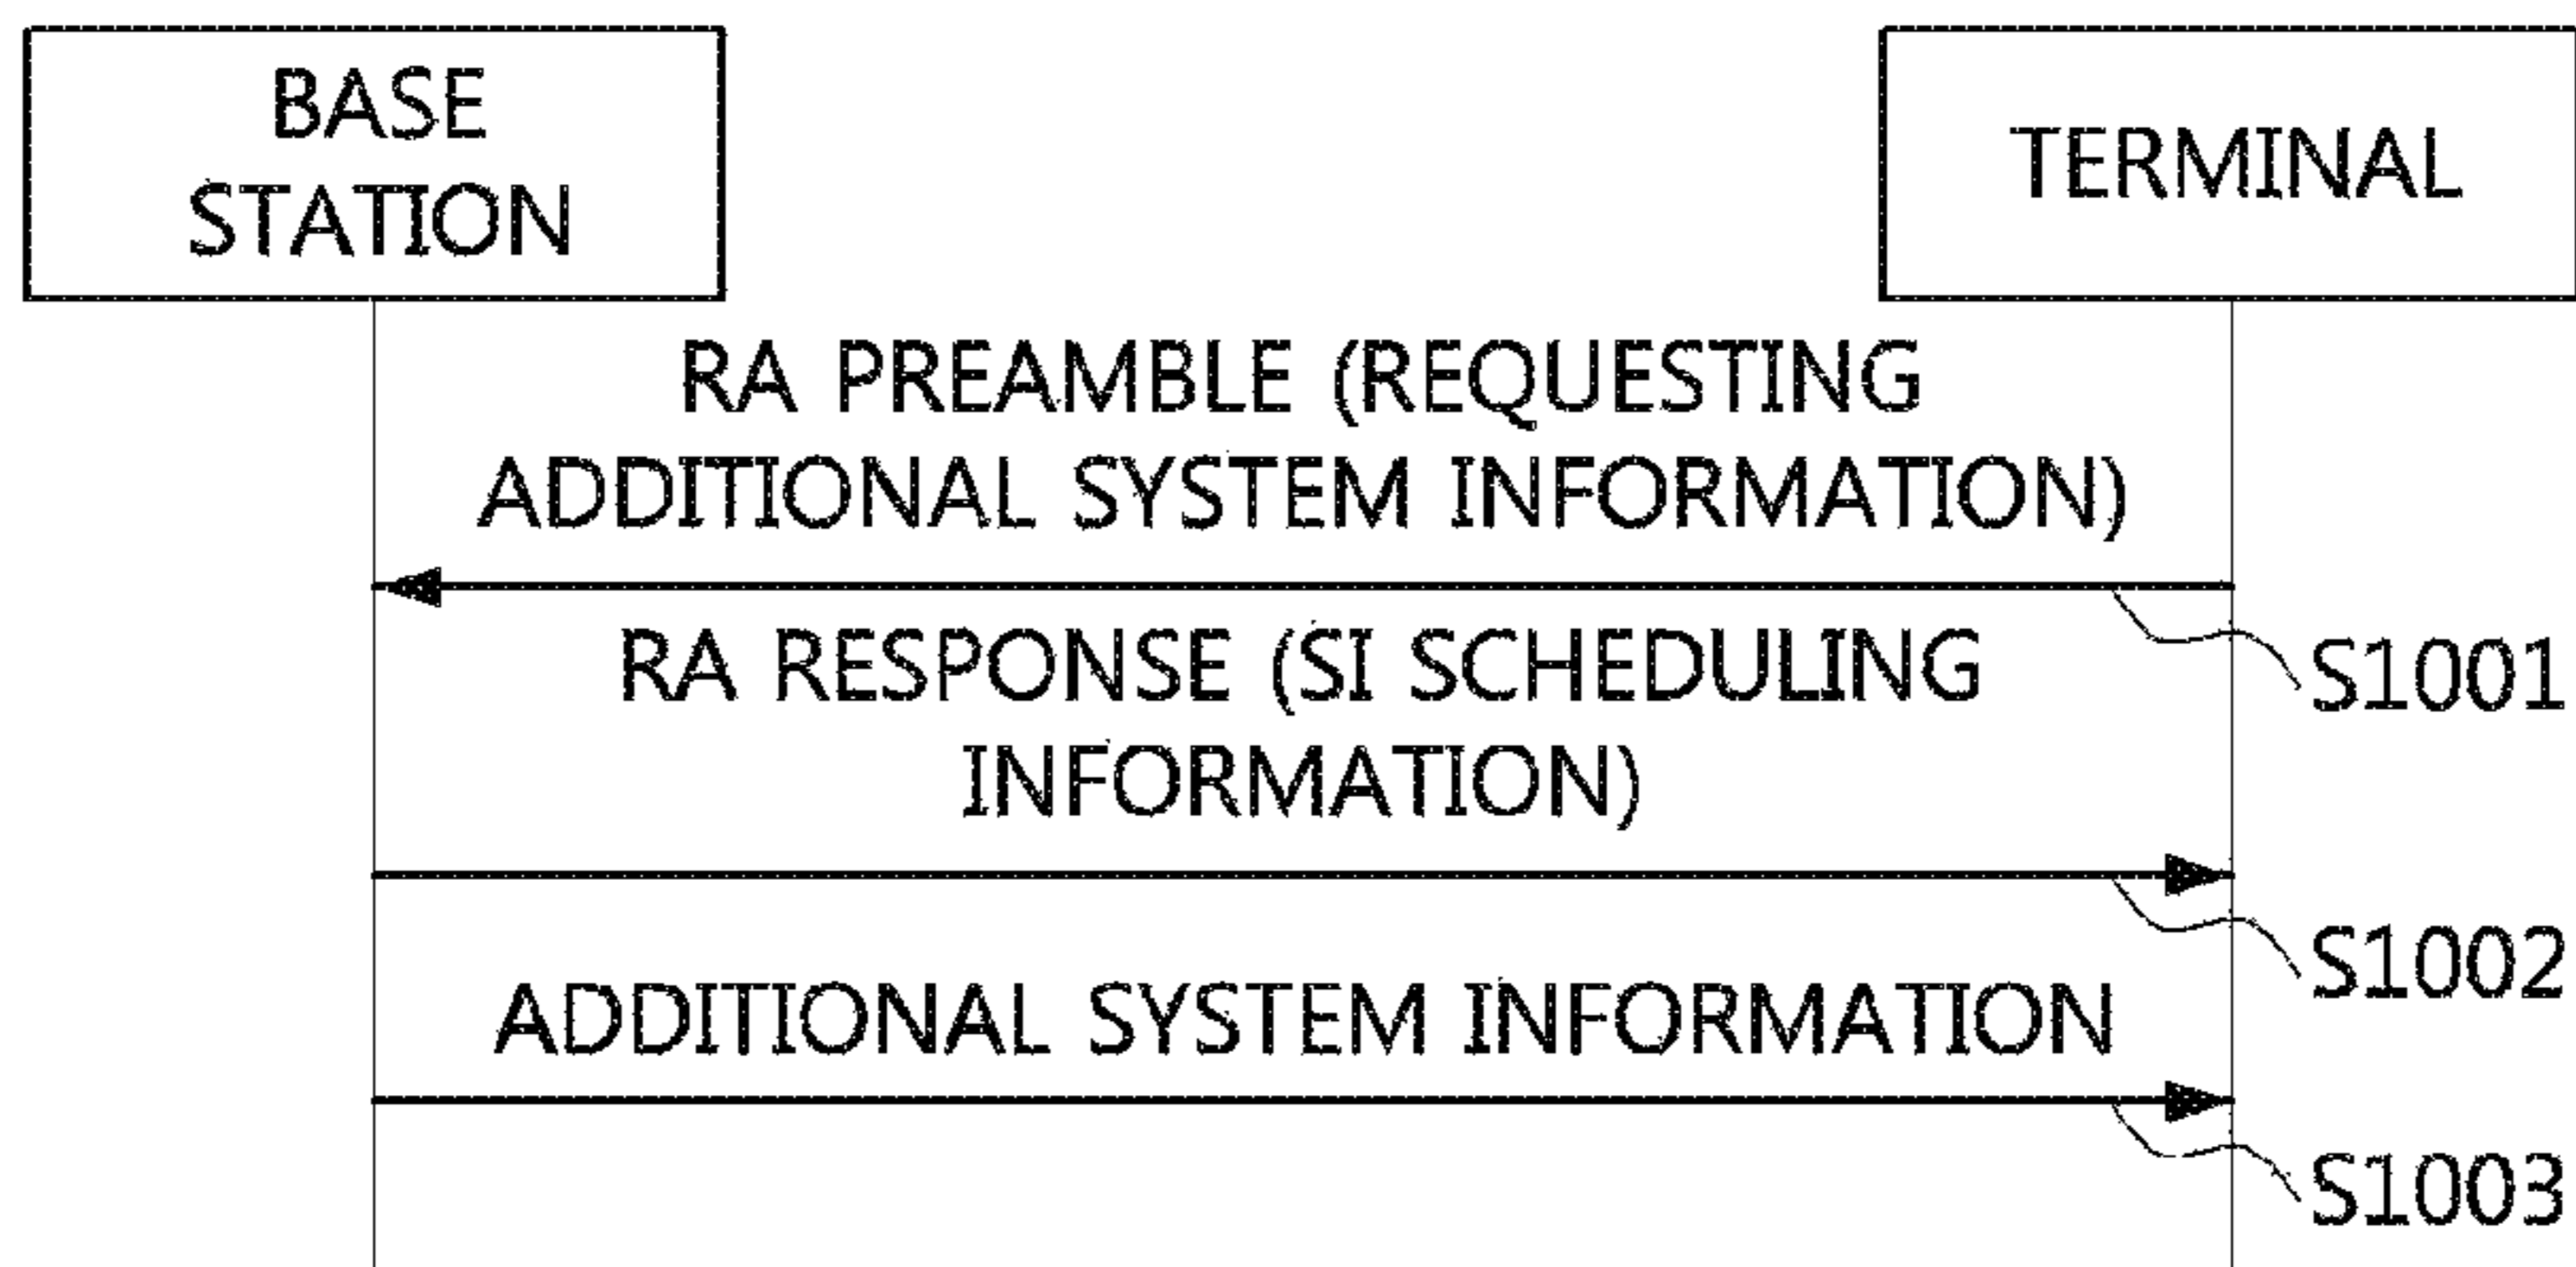 BASE
STATION
TERMINAL
RA PREAMBLE (REQUESTING
ADDITIONAL SYSTEM INFORMATION)
S1001
RA RESPONSE (SI SCHEDULING
INFORMATION)
S1002
ADDITIONAL SYSTEM INFORMATION
S1003